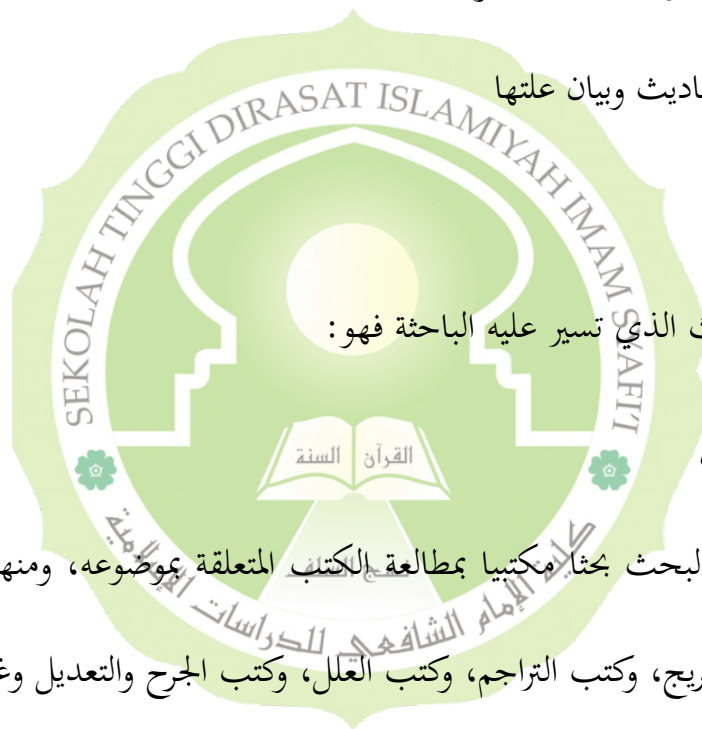 اديث وبيان علتها
SEKOLAH TINGGI DIRASAT ISLAMIYAH IMAM SYAFI'I
الذي تسير عليه الباحثة فهو:
القرآن السنة
لبحث بحثا مكتبيا بمطالعة الكتب المتعلقة بموضوعه، ومنه
ريج، وكتب التراجم، وكتب العلل، وكتب الجرح والتعديل وغ
كلية الإمام الشافعي للدراسات الإسلامية